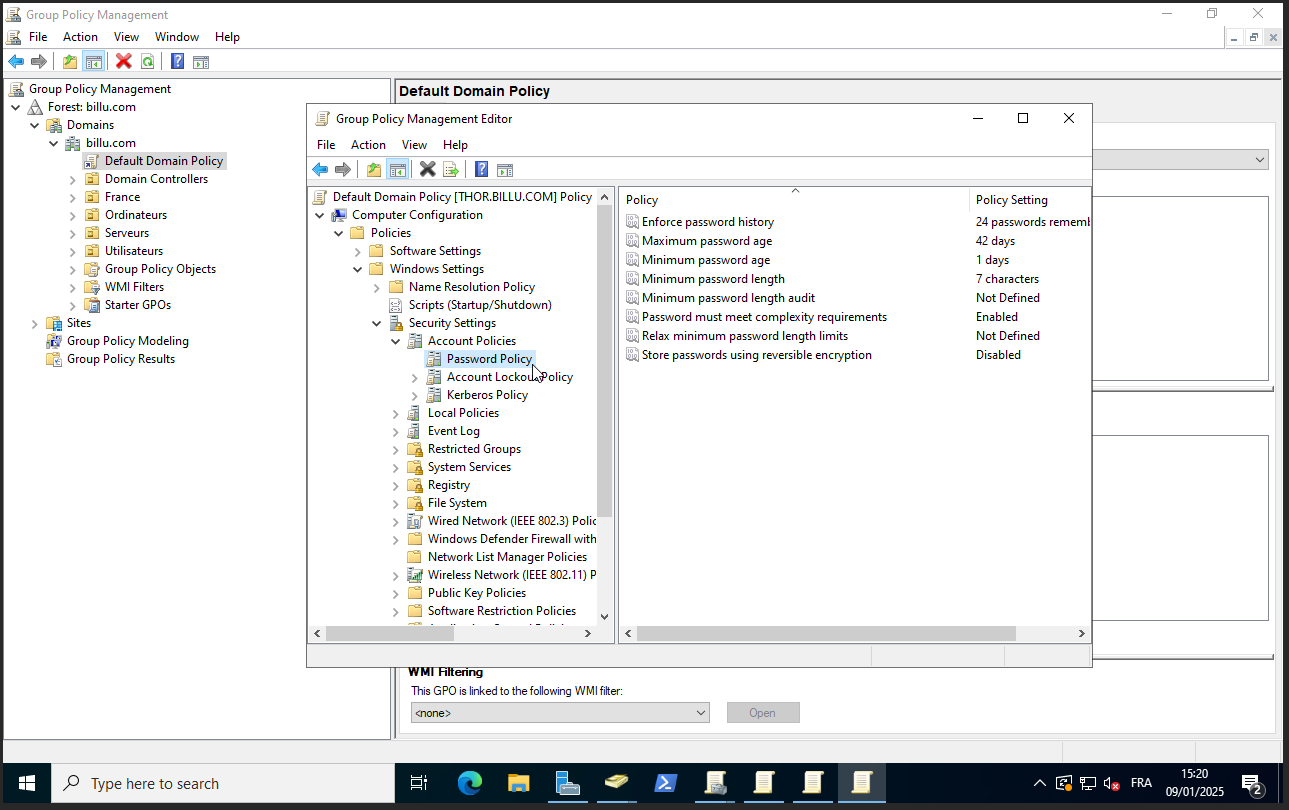 Group Policy Management
File Action View Window Help
Group Policy Management
Forest: billu.com
Domains
billu.com
Default Domain Policy
Domain Controllers
France
Ordinateurs
Serveurs
Utilisateurs
Group Policy Objects
WMI Filters
Starter GPOs
Sites
Group Policy Modeling
Group Policy Results
Default Domain Policy
Group Policy Management Editor
File Action View Help
Default Domain Policy [THOR.BILLU.COM] Policy
Computer Configuration
Policies
Software Settings
Windows Settings
Name Resolution Policy
Scripts (Startup/Shutdown)
Security Settings
Account Policies
Password Policy
Account Lockou Policy
Kerberos Policy
Local Policies
Event Log
Restricted Groups
System Services
Registry
File System
Wired Network (IEEE 802.3) Polic
Windows Defender Firewall with
Network List Manager Policies
Wireless Network (IEEE 802.11) P
Public Key Policies
Software Restriction Policies
Policy Policy Setting
Enforce password history 24 passwords rememb
Maximum password age 42 days
Minimum password age 1 days
Minimum password length 7 characters
Minimum password length audit Not Defined
Password must meet complexity requirements Enabled
Relax minimum password length limits Not Defined
Store passwords using reversible encryption Disabled
WMI Filtering
This GPO is linked to the following WMI filter:
<none> Open
Type here to search
FRA
15:20
09/01/2025
2